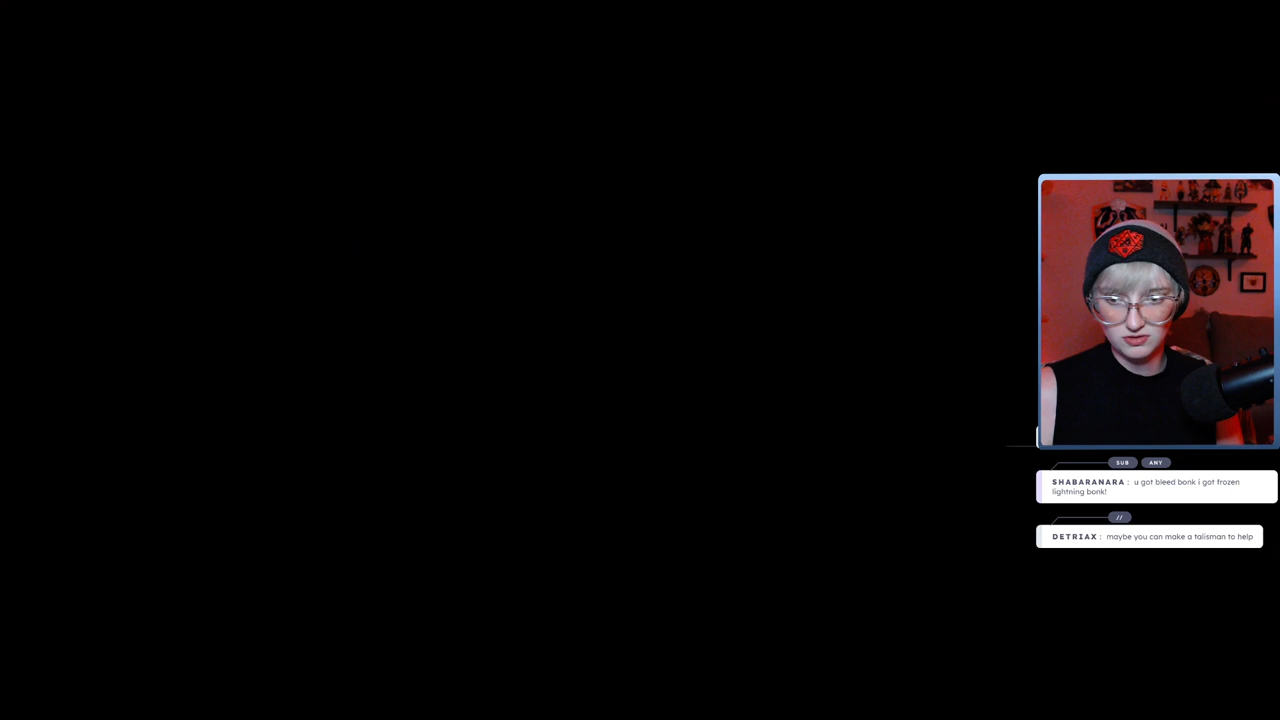 SUB ANY
SHABARANARA : u got bleed bonk i got frozen
lightning bonk!
//
DETRIAX : maybe you can make a talisman to help